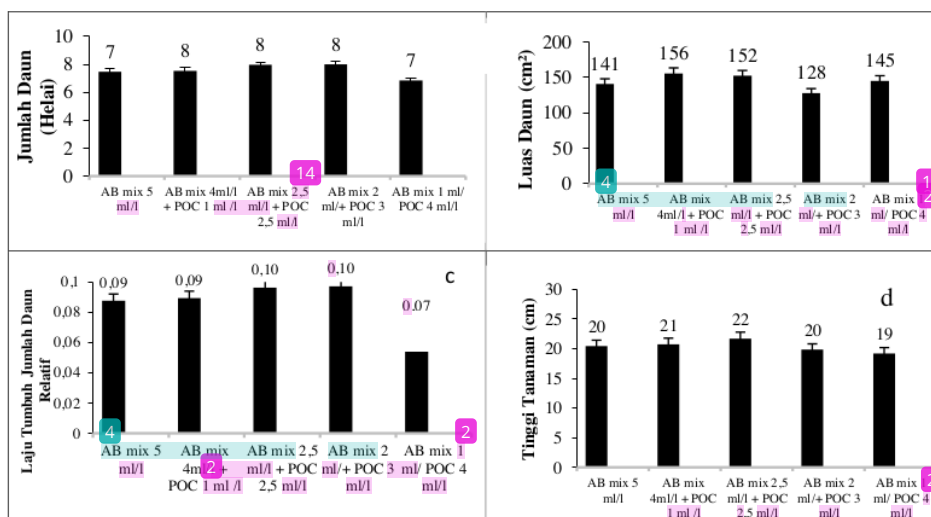 Jumlah Daun
(Helai)
10
8
6
4
2
0
7
8
8
8
7
AB mix 5
ml/l
AB mix 4ml/l
+ POC 1 ml /l
AB mix 2,5
ml/l + POC
2,5 ml/l
AB mix 2
ml/+ POC 3
ml/l
AB mix 1 ml/
POC 4 ml/l
14
Luas Daun (cm²)
200
150
100
50
0
141
156
152
128
145
AB mix 5
ml/l
AB mix
4ml/l + POC
1 ml /l
AB mix 2,5
ml/l + POC
2,5 ml/l
AB mix 2
ml/+ POC 3
ml/l
AB mix
ml/ POC 4
ml/l
4
1
2
Laju Tumbuh Jumlah Daun
Relatif
0,1
0,08
0,06
0,04
0,02
0
0,09
0,09
0,10
0,10
0,07
c
AB mix 5
ml/l
AB mix
4ml/l +
POC 1 ml /l
AB mix 2,5
ml/l + POC
2,5 ml/l
AB mix 2
ml/+ POC 3
ml/l
AB mix 1
ml/ POC 4
ml/l
4
2
2
Tinggi Tanaman (cm)
30
25
20
15
10
5
0
20
21
22
20
19
d
AB mix 5
ml/l
AB mix
4ml/l + POC
1 ml /l
AB mix 2,5
ml/l + POC
2,5 ml/l
AB mix 2
ml/+ POC 3
ml/l
AB mix
ml/ POC 4
ml/l
2